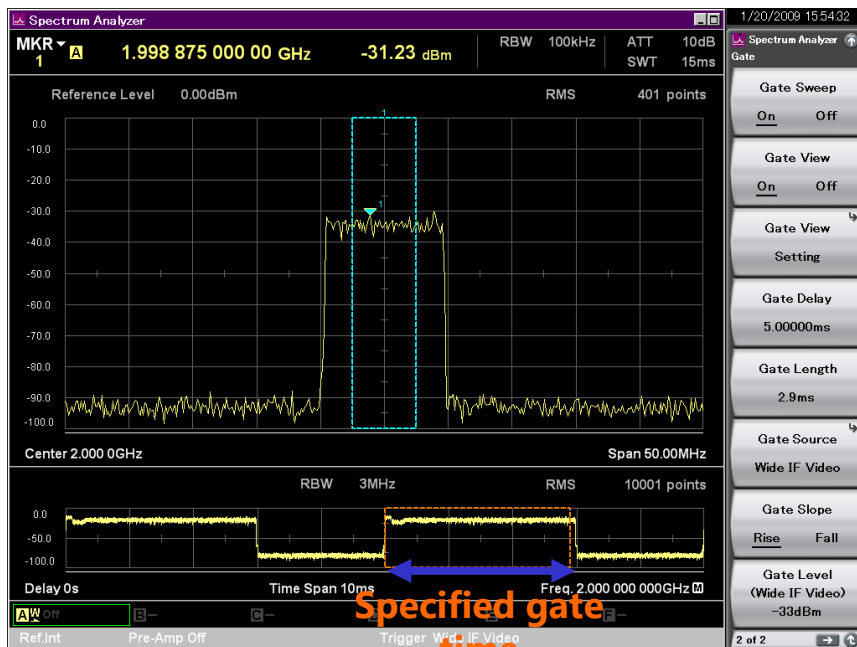 Spectrum Analyzer
1/20/2009 15:54:32
MKR 1 A 1.998 875 000 00 GHz -31.23 dBm
RBW 100kHz ATT 10dB
SWT 15ms
Reference Level 0.00dBm RMS 401 points
1
0.0
-10.0
-20.0
-30.0
1
-40.0
-50.0
-60.0
-70.0
-80.0
-90.0
-100.0
Center 2.000 0GHz Span 50.00MHz
RBW 3MHz RMS 10001 points
0.0
-50.0
-100.0
Delay 0s Time Span 10ms Freq. 2.000 000 000GHz
Specified gate
time
A W Off B – C –
F –
Ref.Int Pre-Amp Off Trigger Wide IF Video
Spectrum Analyzer
Gate
Gate Sweep
On Off
Gate View
On Off
Gate View
Setting
Gate Delay
5.00000ms
Gate Length
2.9ms
Gate Source
Wide IF Video
Gate Slope
Rise Fall
Gate Level
(Wide IF Video)
-33dBm
2 of 2